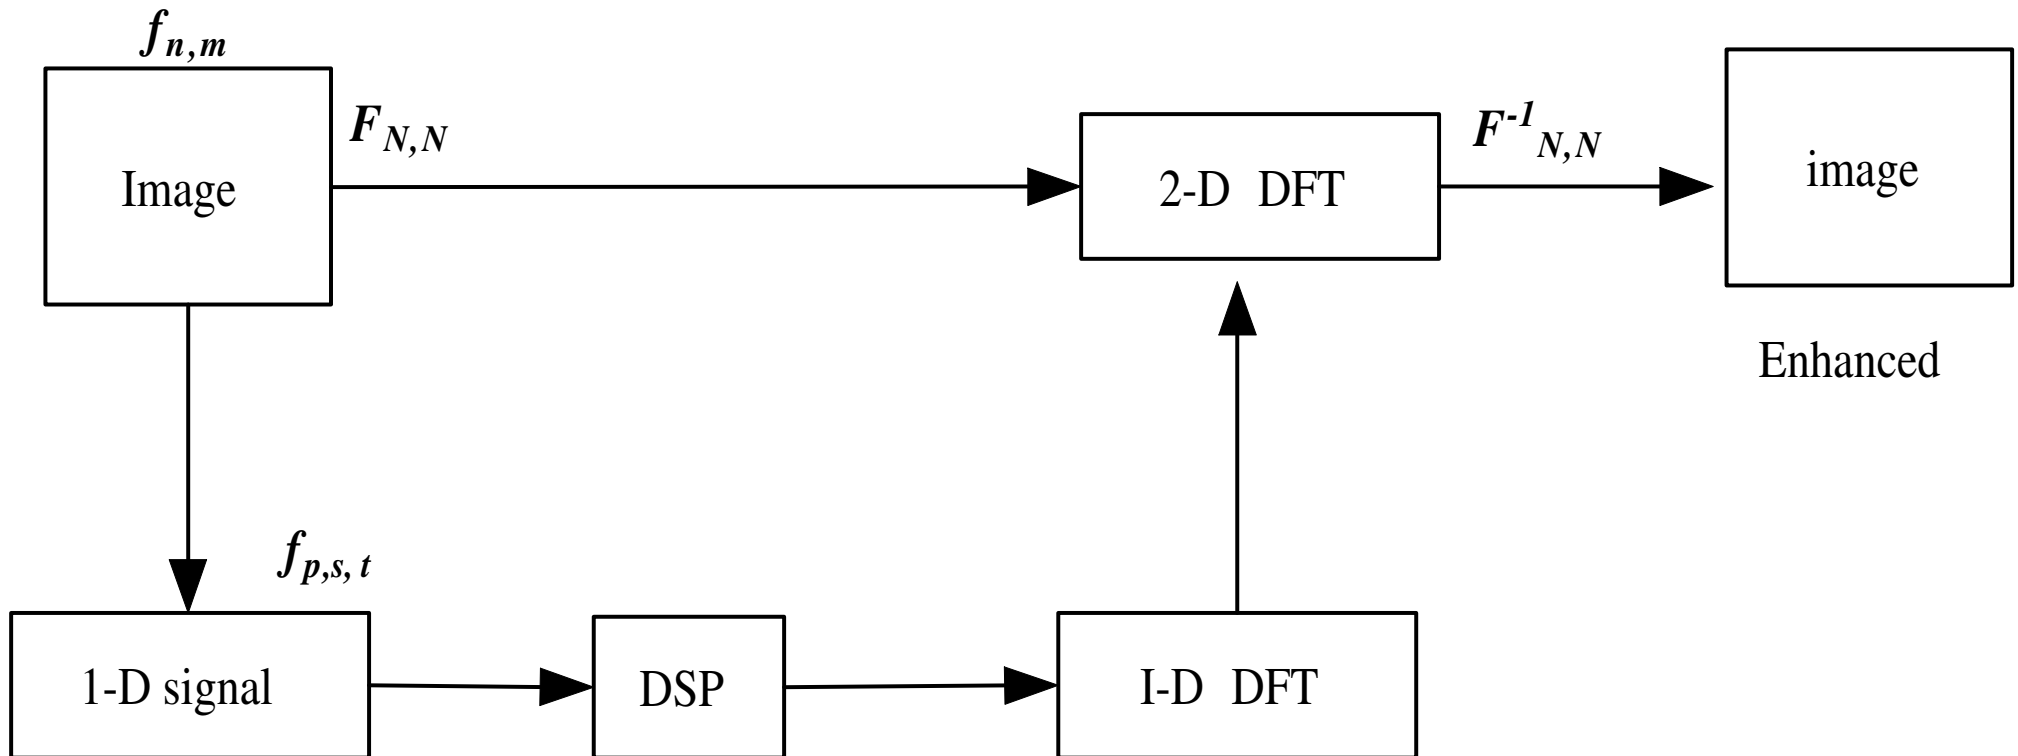 f n,m
F N,N
Image
2-D DFT
F-1 N,N
image
Enhanced
f p,s,t
1-D signal
DSP
I-D DFT